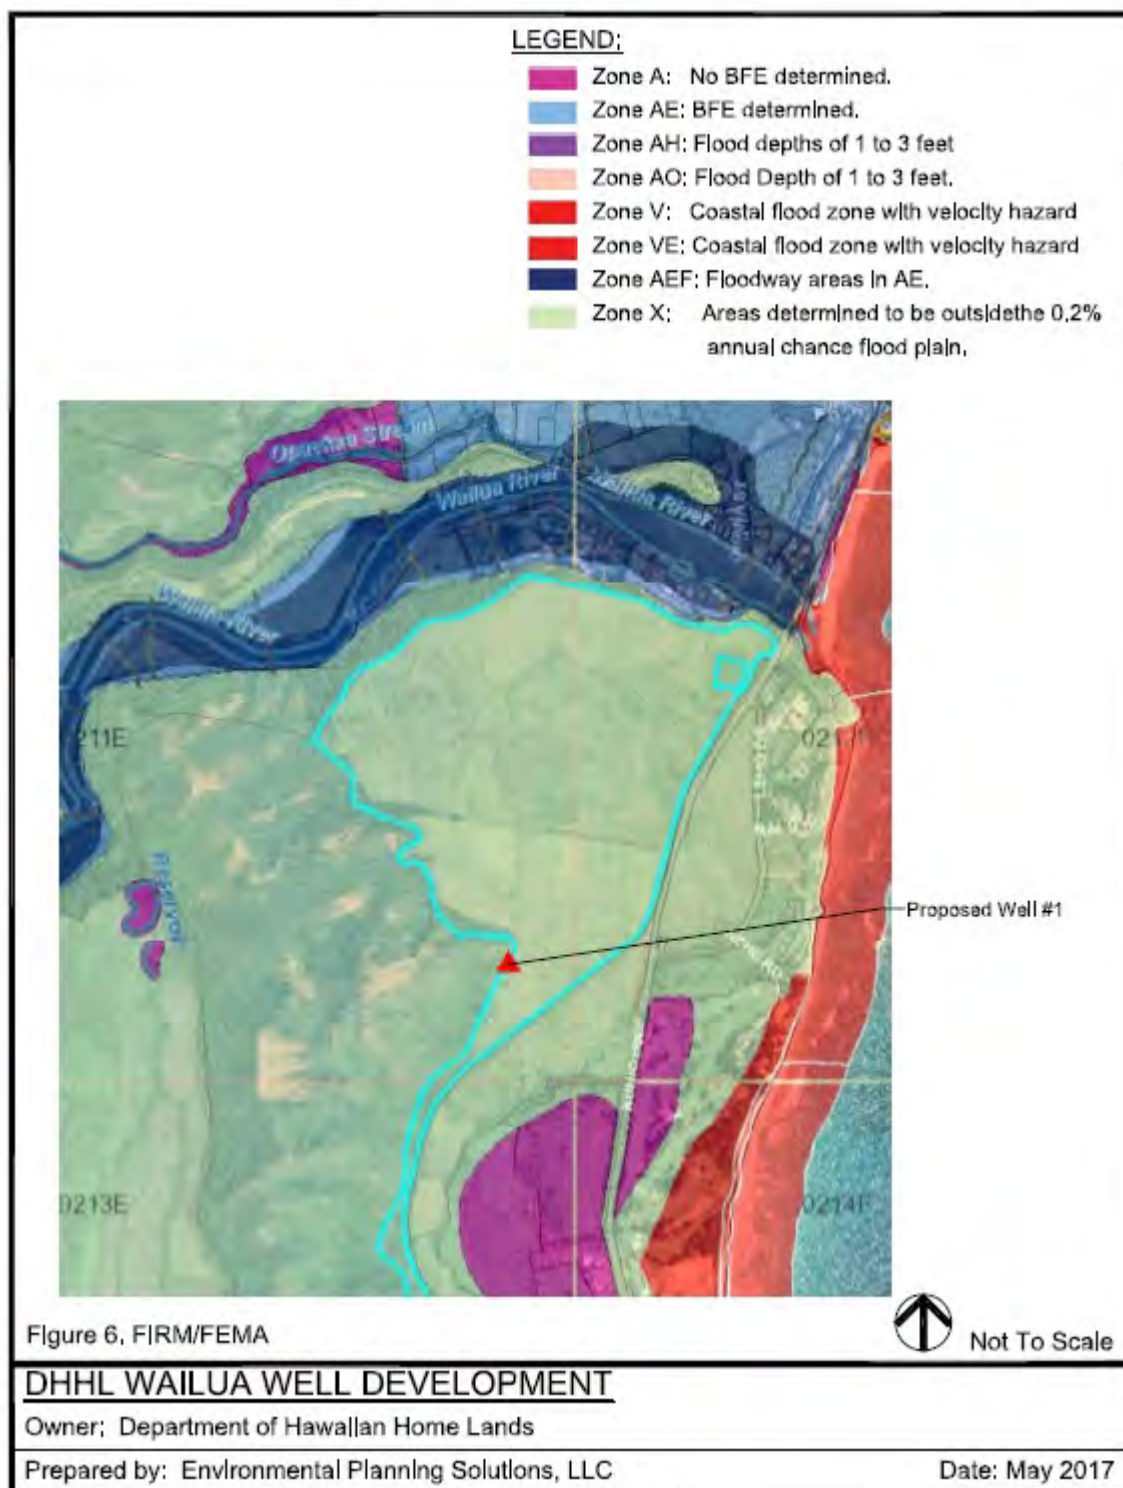 LEGEND:
Zone A: No BFE determined.
Zone AE: BFE determined.
Zone AH: Flood depths of 1 to 3 feet
Zone AO: Flood Depth of 1 to 3 feet.
Zone V: Coastal flood zone with velocity hazard
Zone VE: Coastal flood zone with velocity hazard
Zone AEF: Floodway areas in AE.
Zone X: Areas determined to be outsidethe 0.2%
annual chance flood plain.
Stream
Wailua River
Wailua River
Wailua River
211E
Reservoir
Proposed Well #1
RD
0213E
Figure 6. FIRM/FEMA
Not To Scale
DHHL WAILUA WELL DEVELOPMENT
Owner: Department of Hawaiian Home Lands
Prepared by: Environmental Planning Solutions, LLC
Date: May 2017